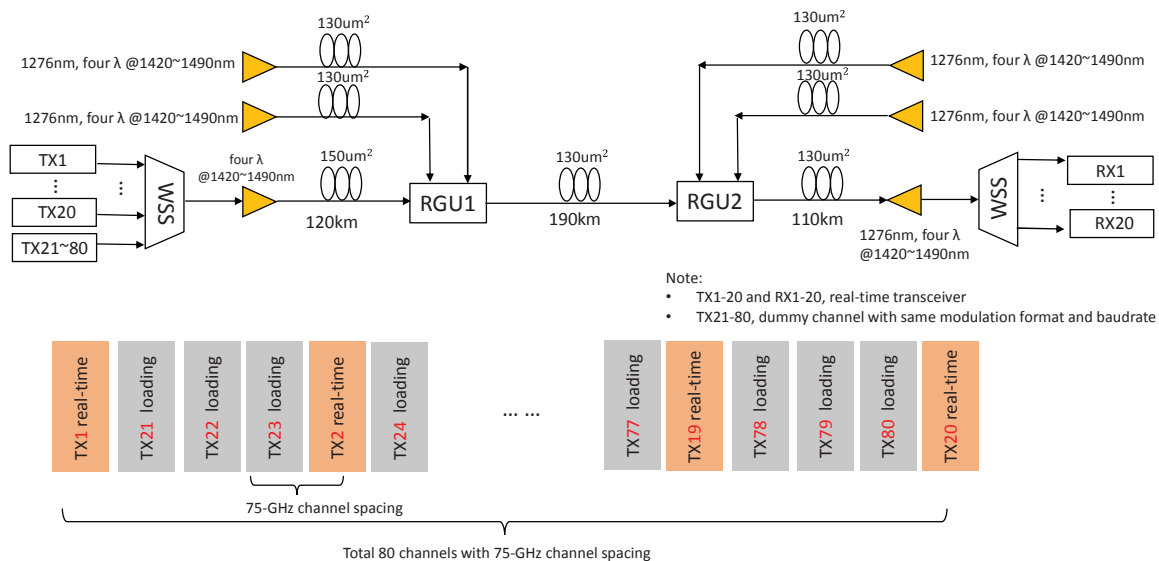 130um²
130um²
1276nm, four λ @1420~1490nm
1276nm, four λ @1420~1490nm
130um²
130um²
1276nm, four λ @1420~1490nm
1276nm, four λ @1420~1490nm
TX1
...
TX20
TX21~80
...
WSS
four λ
@1420~1490nm
150um²
120km
RGU1
130um²
190km
RGU2
130um²
110km
1276nm, four λ
@1420~1490nm
WSS
...
RX1
...
RX20
Note:
• TX1-20 and RX1-20, real-time transceiver
• TX21-80, dummy channel with same modulation format and baudrate
TX1 real-time
TX21 loading
TX22 loading
TX23 loading
TX2 real-time
TX24 loading
... ...
TX77 loading
TX19 real-time
TX78 loading
TX79 loading
TX80 loading
TX20 real-time
75-GHz channel spacing
Total 80 channels with 75-GHz channel spacing